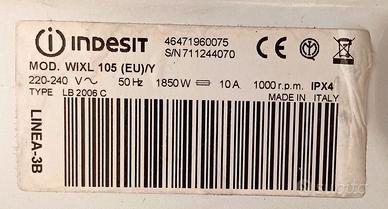 indesit 46471960075
S/N 711244070
MOD. WIXL 105 (EU)/Y
220-240 V 50 Hz 1850 W 10 A 1000 r.p.m. IPX4
TYPE LB 2006 C MADE IN ITALY
LINEA-3B
subito